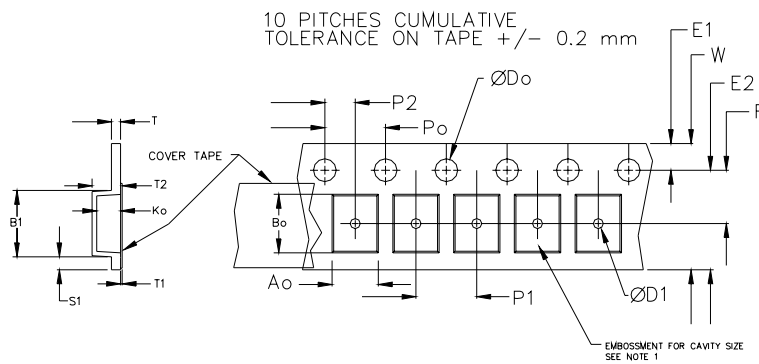 10 PITCHES CUMULATIVE
TOLERANCE ON TAPE +/- 0.2 mm
E1
W
E2
F
ØDo
P2
Po
T
COVER TAPE
T2
Ko
B1
Bo
S1
T1
Ao
P1
ØD1
EMBOSSMENT FOR CAVITY SIZE
SEE NOTE 1